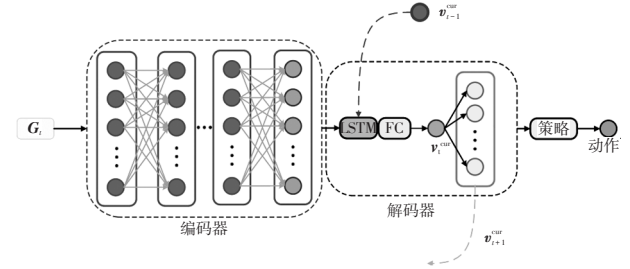 v_{t-1}^{cur}
G_t
LSTM
FC
v_1^{cur}
策略
动作
编码器
解码器
v_{t+1}^{cur}